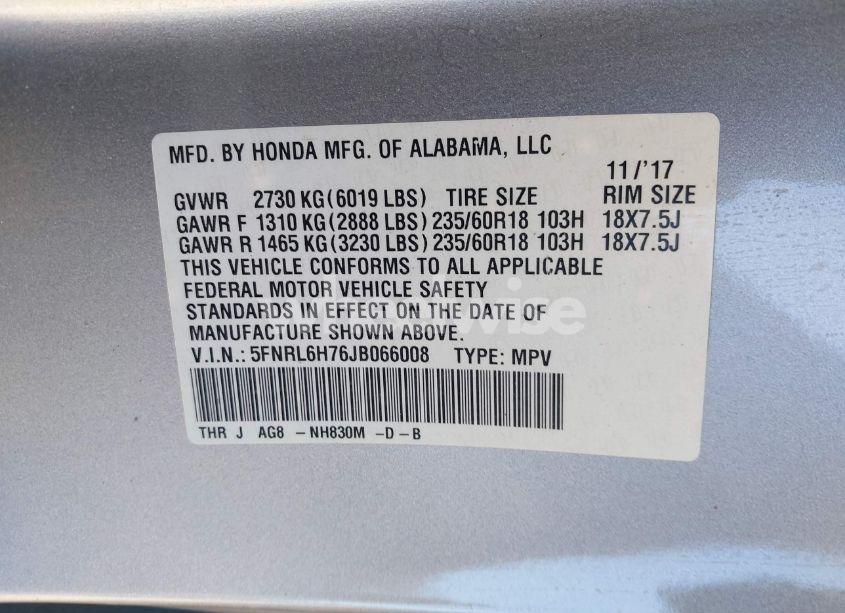 MFD. BY HONDA MFG. OF ALABAMA, LLC
11/'17
GVWR 2730 KG(6019 LBS) TIRE SIZE RIM SIZE
GAWR F 1310 KG(2888 LBS) 235/60R18 103H 18X7.5J
GAWR R 1465 KG(3230 LBS) 235/60R18 103H 18X7.5J
THIS VEHICLE CONFORMS TO ALL APPLICABLE
FEDERAL MOTOR VEHICLE SAFETY
STANDARDS IN EFFECT ON THE DATE OF
MANUFACTURE SHOWN ABOVE.
V.I.N.: 5FNRL6H76JB066008 TYPE: MPV
THR J AG8 -NH830M -D-B